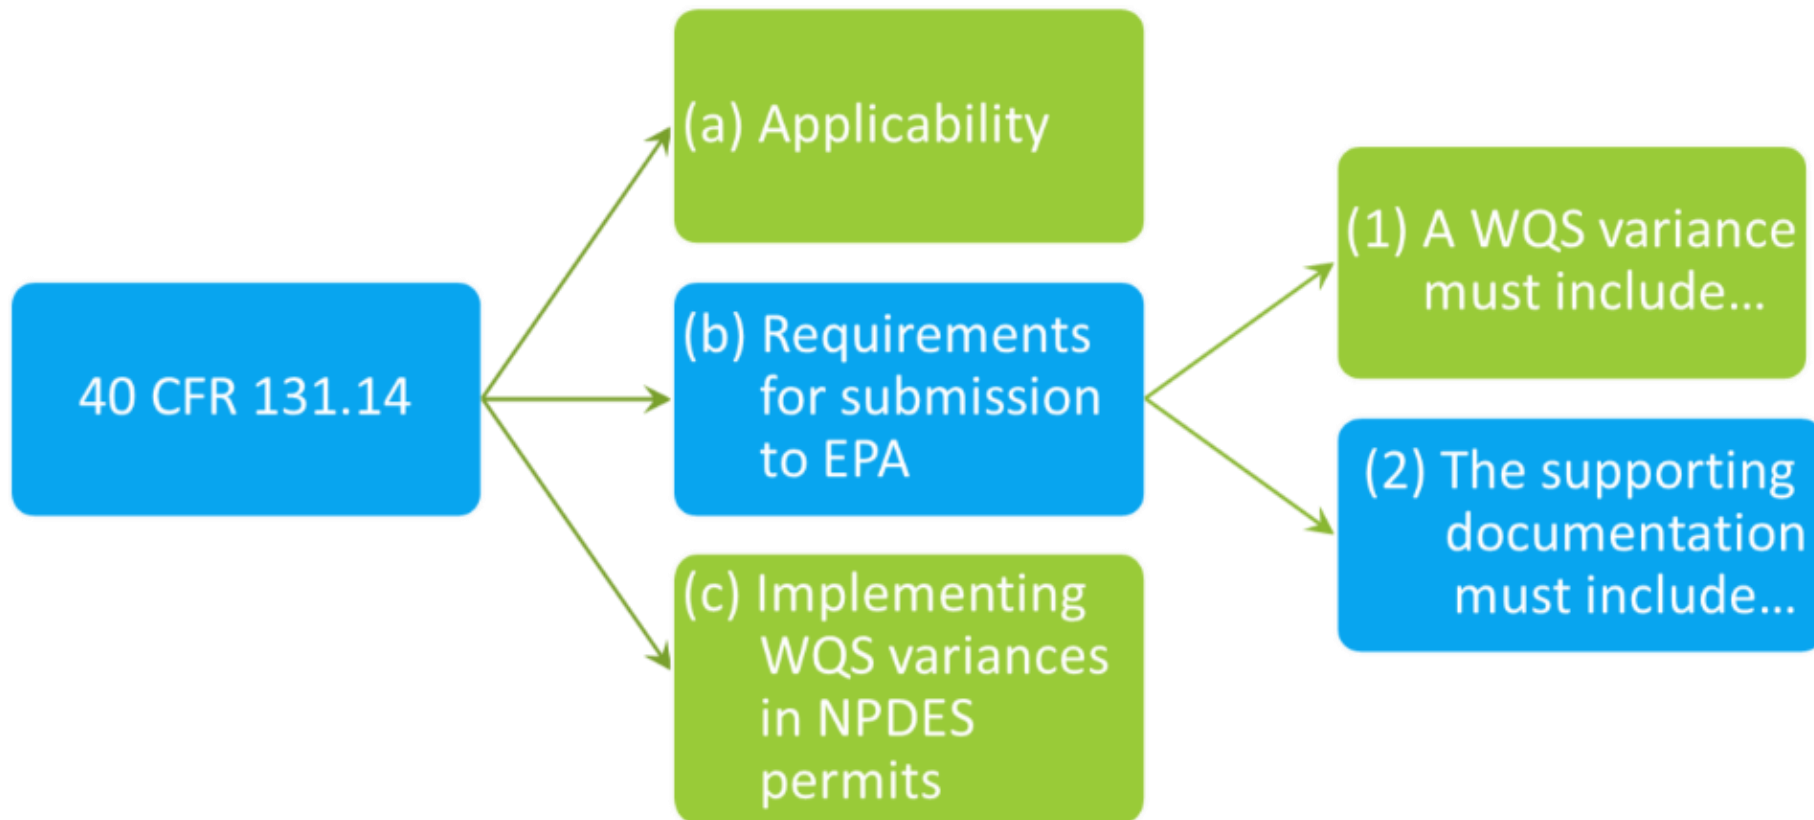 40 CFR 131.14
(a) Applicability
(b) Requirements
for submission
to EPA
(c) Implementing
WQS variances
in NPDES
permits
(1) A WQS variance
must include…
(2) The supporting
documentation
must include…